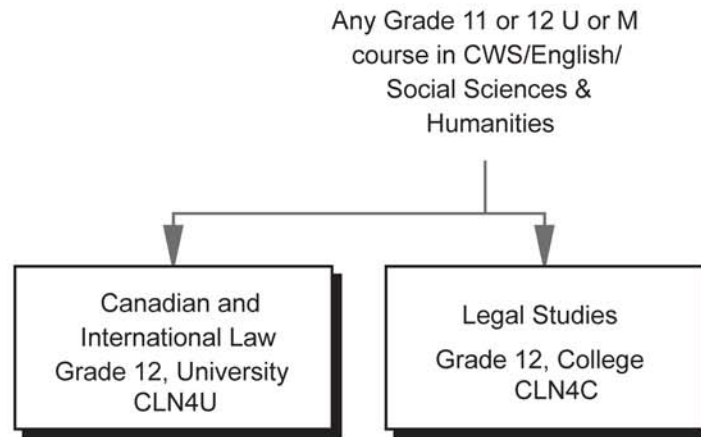 Any Grade 11 or 12 U or M
course in CWS/English/
Social Sciences &
Humanities
Canadian and
International Law
Grade 12, University
CLN4U
Legal Studies
Grade 12, College
CLN4C